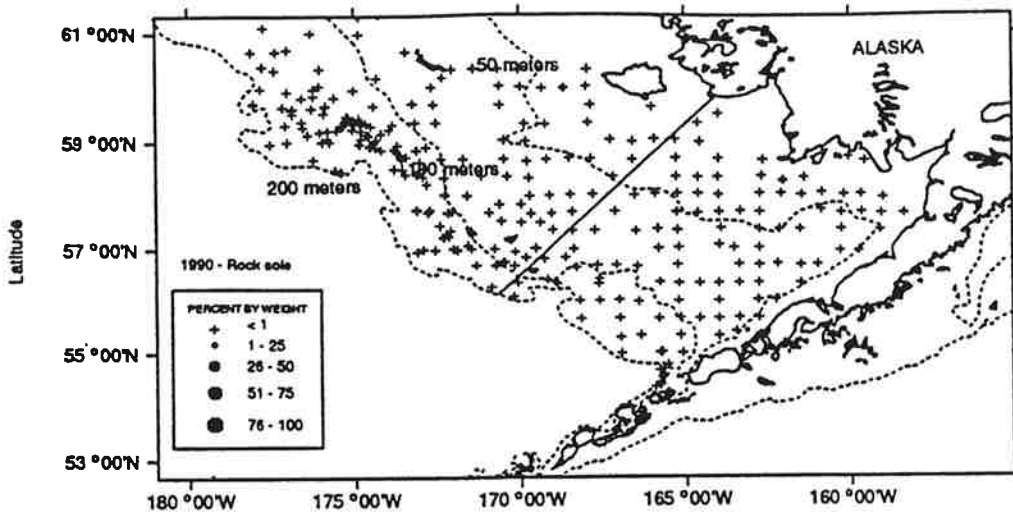 61 °00'N
50 meters
ALASKA
59 °00'N
100 meters
200 meters
Latitude
57 °00'N
1990 - Rock sole
PERCENT BY WEIGHT
< 1
1 - 25
26 - 50
51 - 75
76 - 100
55 °00'N
53 °00'N
180 °00'W
175 °00'W
170 °00'W
165 °00'W
160 °00'W